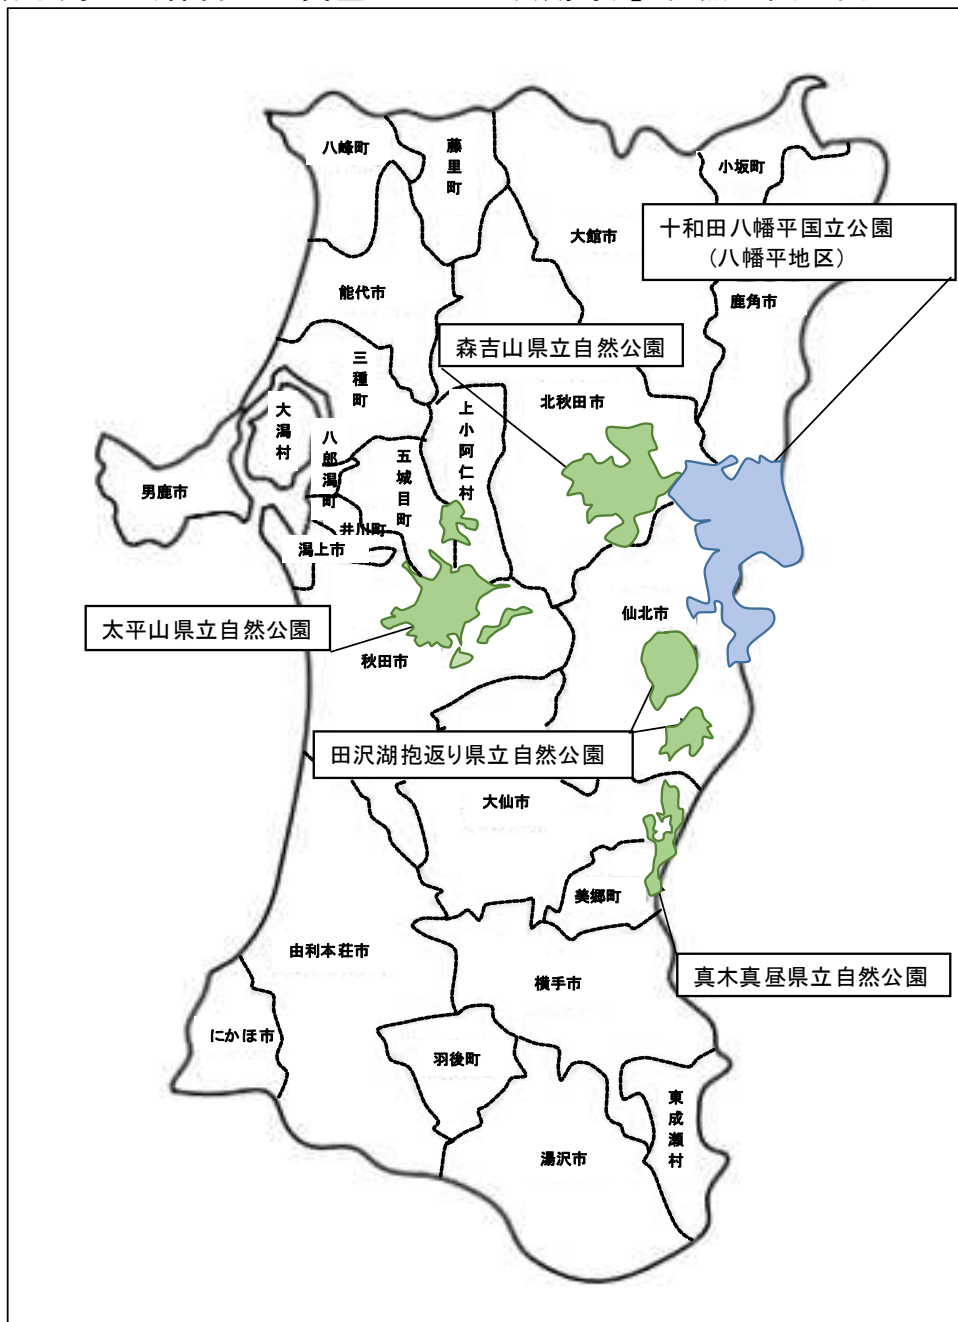 八峰町
藤里町
小坂町
大館市
十和田八幡平国立公園
(八幡平地区)
能代市
鹿角市
森吉山県立自然公園
三種町
大潟村
上小阿仁村
北秋田市
八郎潟町
五城目町
男鹿市
井川町
潟上市
太平山県立自然公園
仙北市
秋田市
田沢湖抱返り県立自然公園
大仙市
美郷町
由利本荘市
真木真昼県立自然公園
横手市
にかほ市
羽後町
東成瀬村
湯沢市